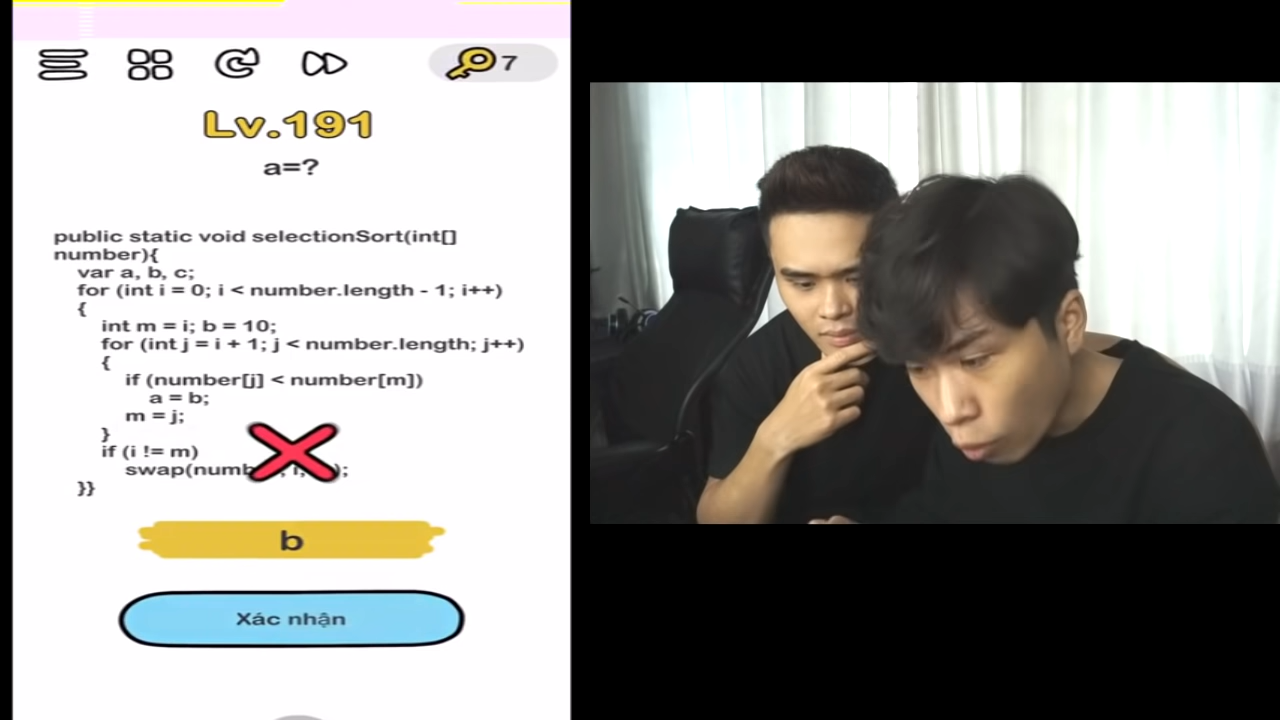 7
Lv.191
a=?
public static void selectionSort(int[]
number){
var a, b, c;
for (int i = 0; i < number.length - 1; i++)
{
int m = i; b = 10;
for (int j = i + 1; j < number.length; j++)
{
if (number[j] < number[m])
a = b;
m = j;
}
if (i != m)
swap( i, );
}}
b
Xác nhận